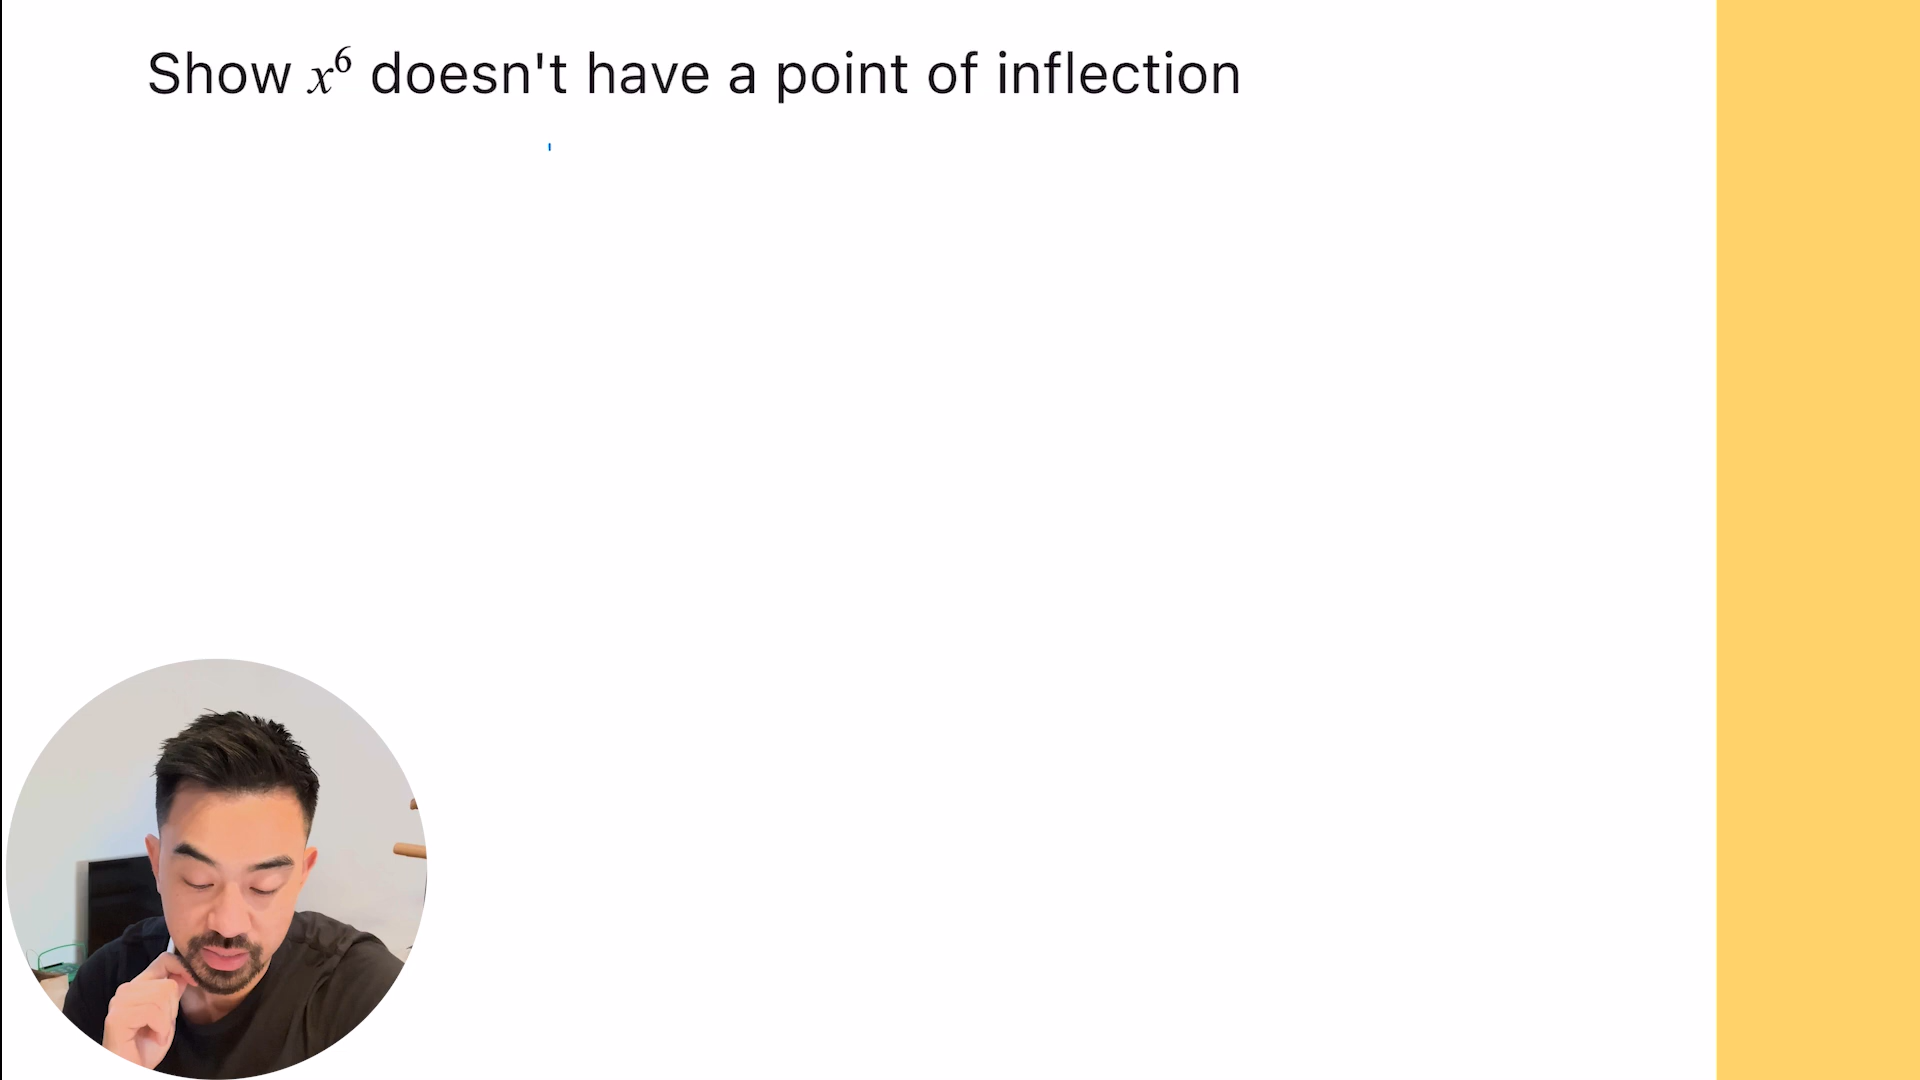 Show x⁶ doesn't have a point of inflection